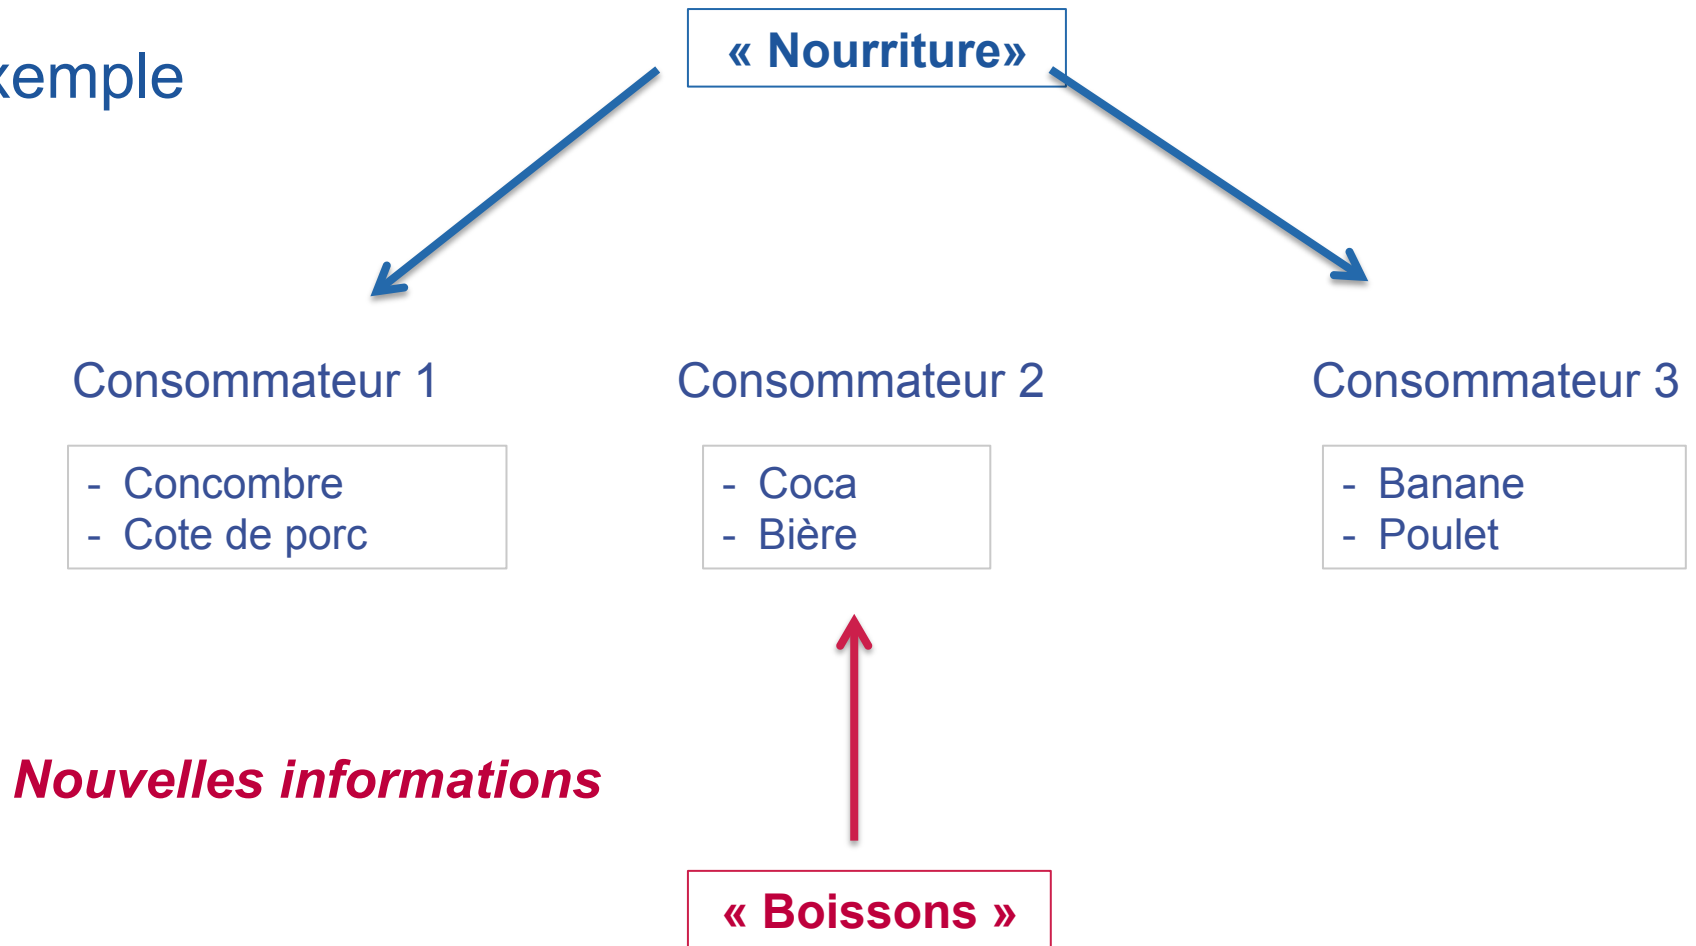 « Nourriture»
xemple
Consommateur 1
Consommateur 2
Consommateur 3
- Concombre
- Cote de porc
- Coca
- Bière
- Banane
- Poulet
Nouvelles informations
« Boissons »